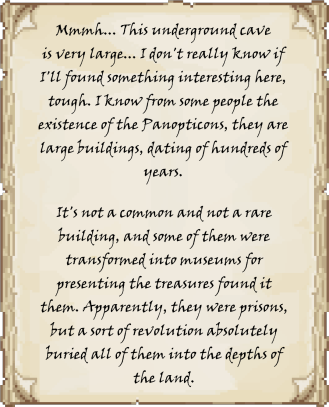 Mmmh... This underground cave
is very large... I don't really know if
I'll found something interesting here,
tough. I know from some people the
existence of the Panopticons, they are
large buildings, dating of hundreds of
years.
It's not a common and not a rare
building, and some of them were
transformed into museums for
presenting the treasures found it
them. Apparently, they were prisons,
but a sort of revolution absolutely
buried all of them into the depths of
the land.